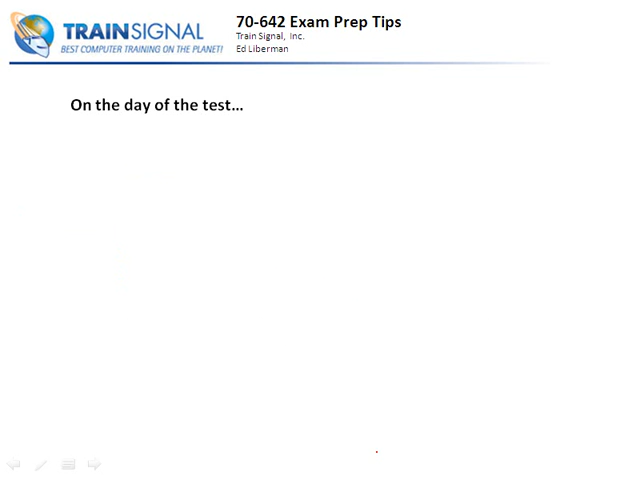 TRAINSIGNAL
BEST COMPUTER TRAINING ON THE PLANET!
70-642 Exam Prep Tips
Train Signal, Inc.
Ed Liberman
On the day of the test...